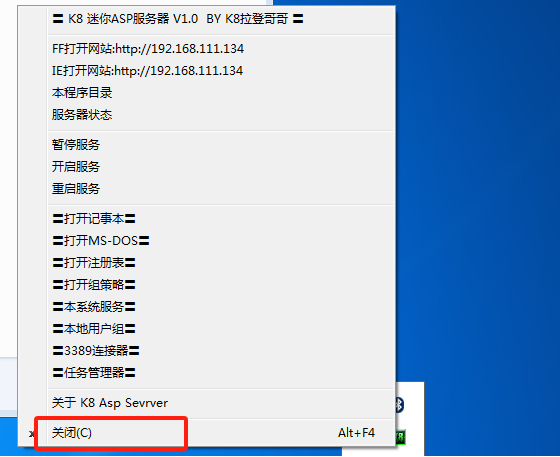 〓 K8 迷你ASP服务器 V1.0  BY K8拉登哥哥 〓
FF打开网站:http://192.168.111.134
IE打开网站:http://192.168.111.134
本程序目录
服务器状态
暂停服务
开启服务
重启服务
〓打开记事本〓
〓打开MS-DOS〓
〓打开注册表〓
〓打开组策略〓
〓本系统服务〓
〓本地用户组〓
〓3389连接器〓
〓任务管理器〓
关于 K8 Asp Sevrver
x 关闭(C) Alt+F4